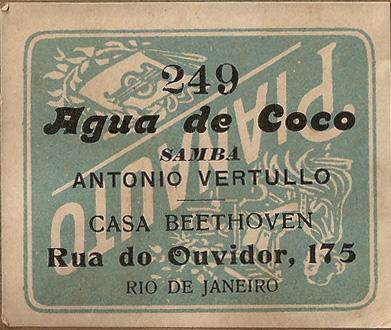 249
Agua de Coco
SAMBA
ANTONIO VERTULLO
CASA BEETHOVEN
Rua do Ouvidor, 175
RIO DE JANEIRO